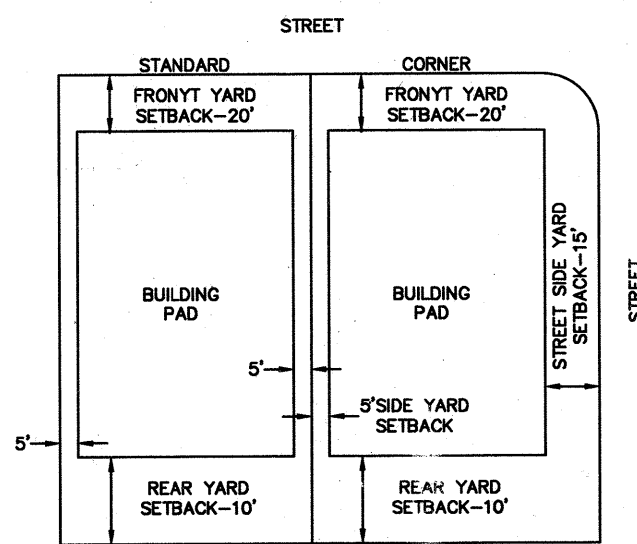 STREET
STANDARD
CORNER
FRONYT YARD
SETBACK-20'
FRONYT YARD
SETBACK-20'
BUILDING
PAD
BUILDING
PAD
STREET SIDE YARD
SETBACK-15'
STREET
5'
5'SIDE YARD
SETBACK
5'
REAR YARD
SETBACK-10'
REAR YARD
SETBACK-10'